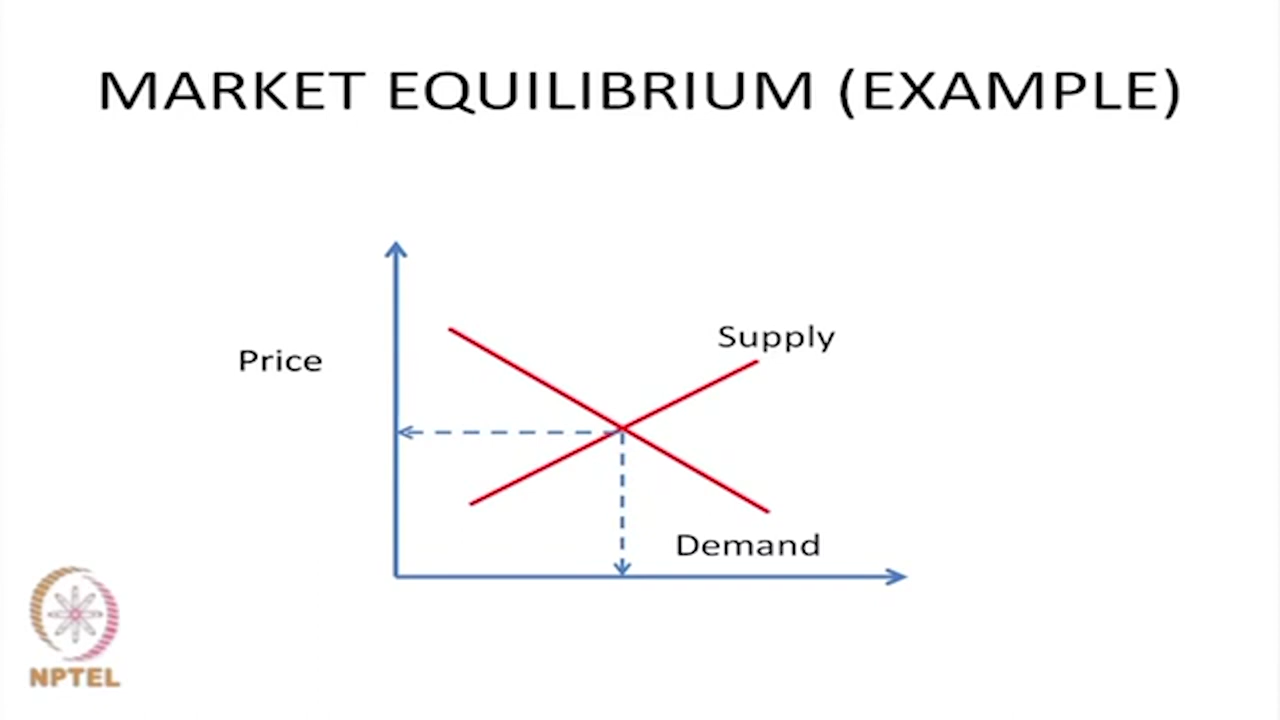 MARKET EQUILIBRIUM (EXAMPLE)
Supply
Price
Demand
NPTEL